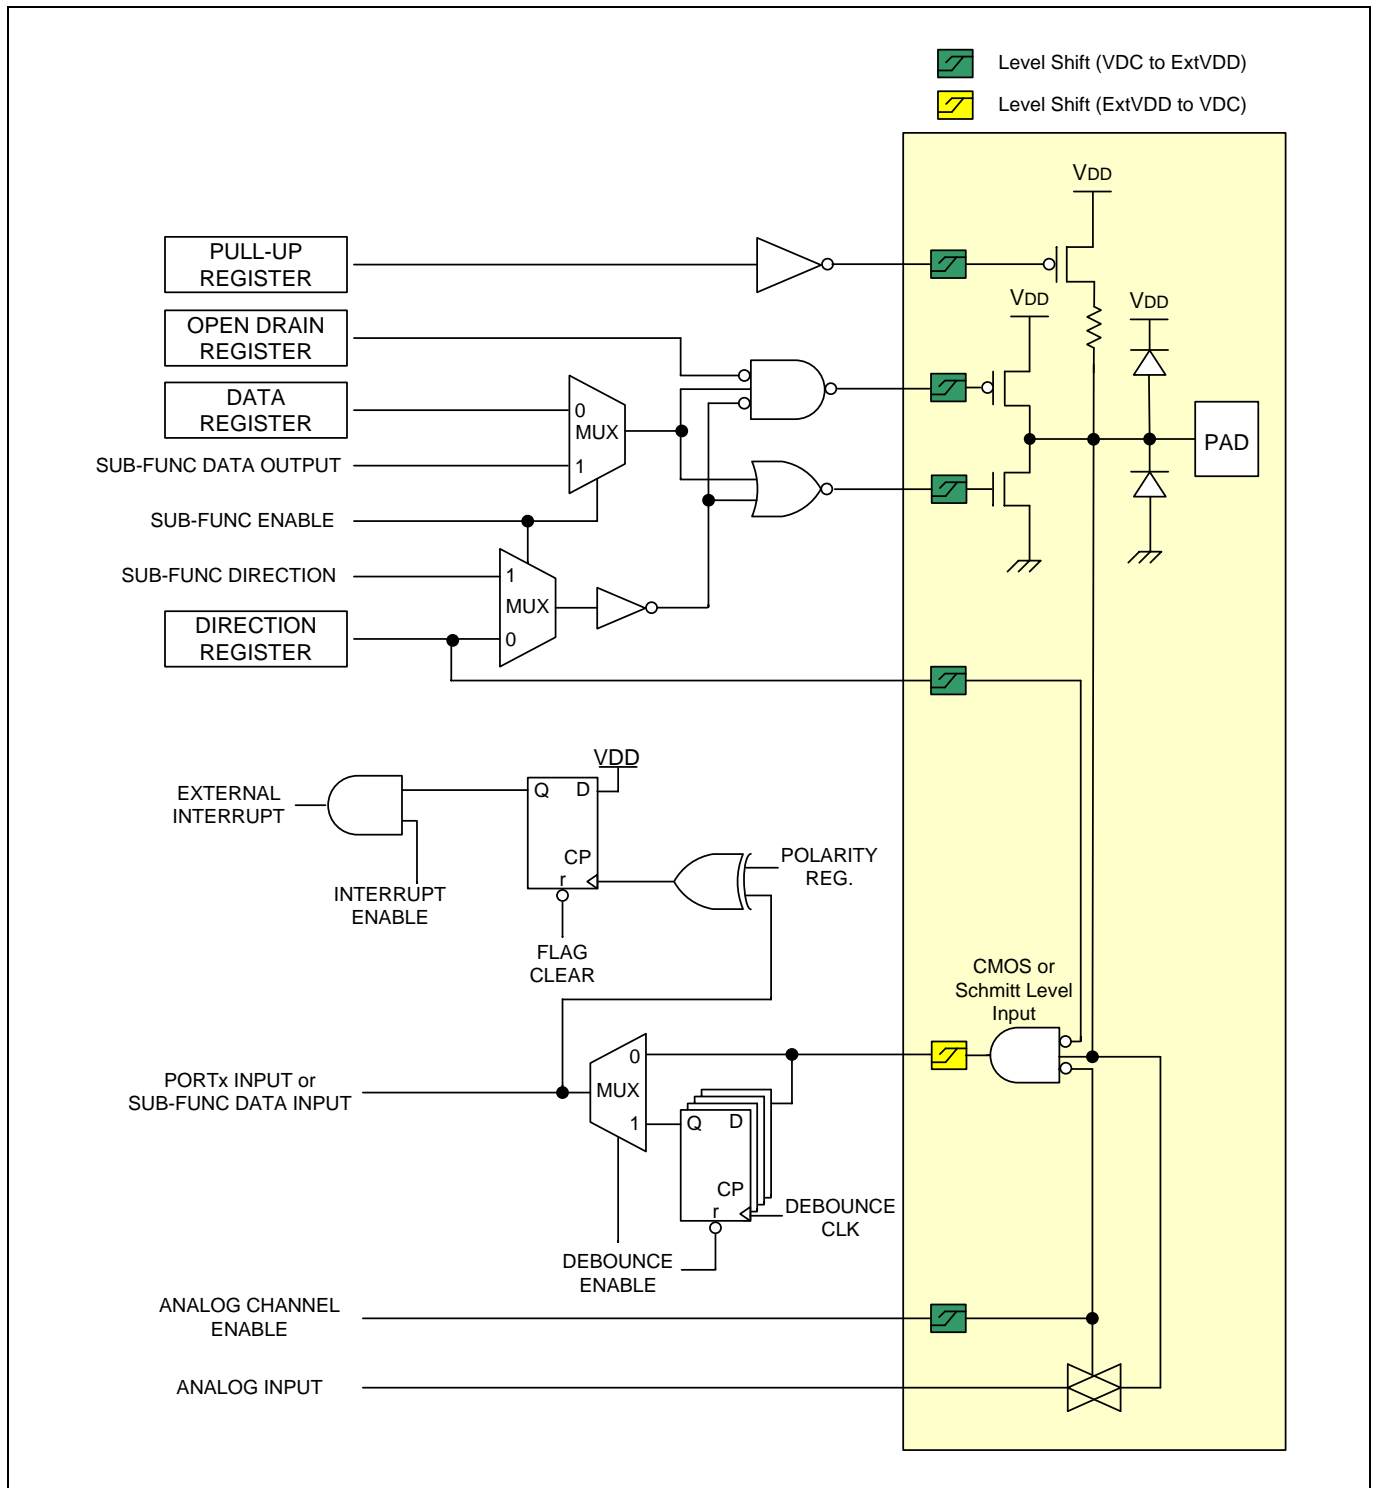 Level Shift (VDC to ExtVDD)
Level Shift (ExtVDD to VDC)
VDD
PULL-UP
REGISTER
VDD
VDD
OPEN DRAIN
REGISTER
DATA
REGISTER
0
MUX
1
PAD
SUB-FUNC DATA OUTPUT
SUB-FUNC ENABLE
SUB-FUNC DIRECTION
1
MUX
0
DIRECTION
REGISTER
VDD
EXTERNAL
INTERRUPT
Q D
CP
r
POLARITY
REG.
INTERRUPT
ENABLE
FLAG
CLEAR
CMOS or
Schmitt Level
Input
PORTx INPUT or
SUB-FUNC DATA INPUT
0
MUX
1
Q D
CP
r
DEBOUNCE
CLK
DEBOUNCE
ENABLE
ANALOG CHANNEL
ENABLE
ANALOG INPUT